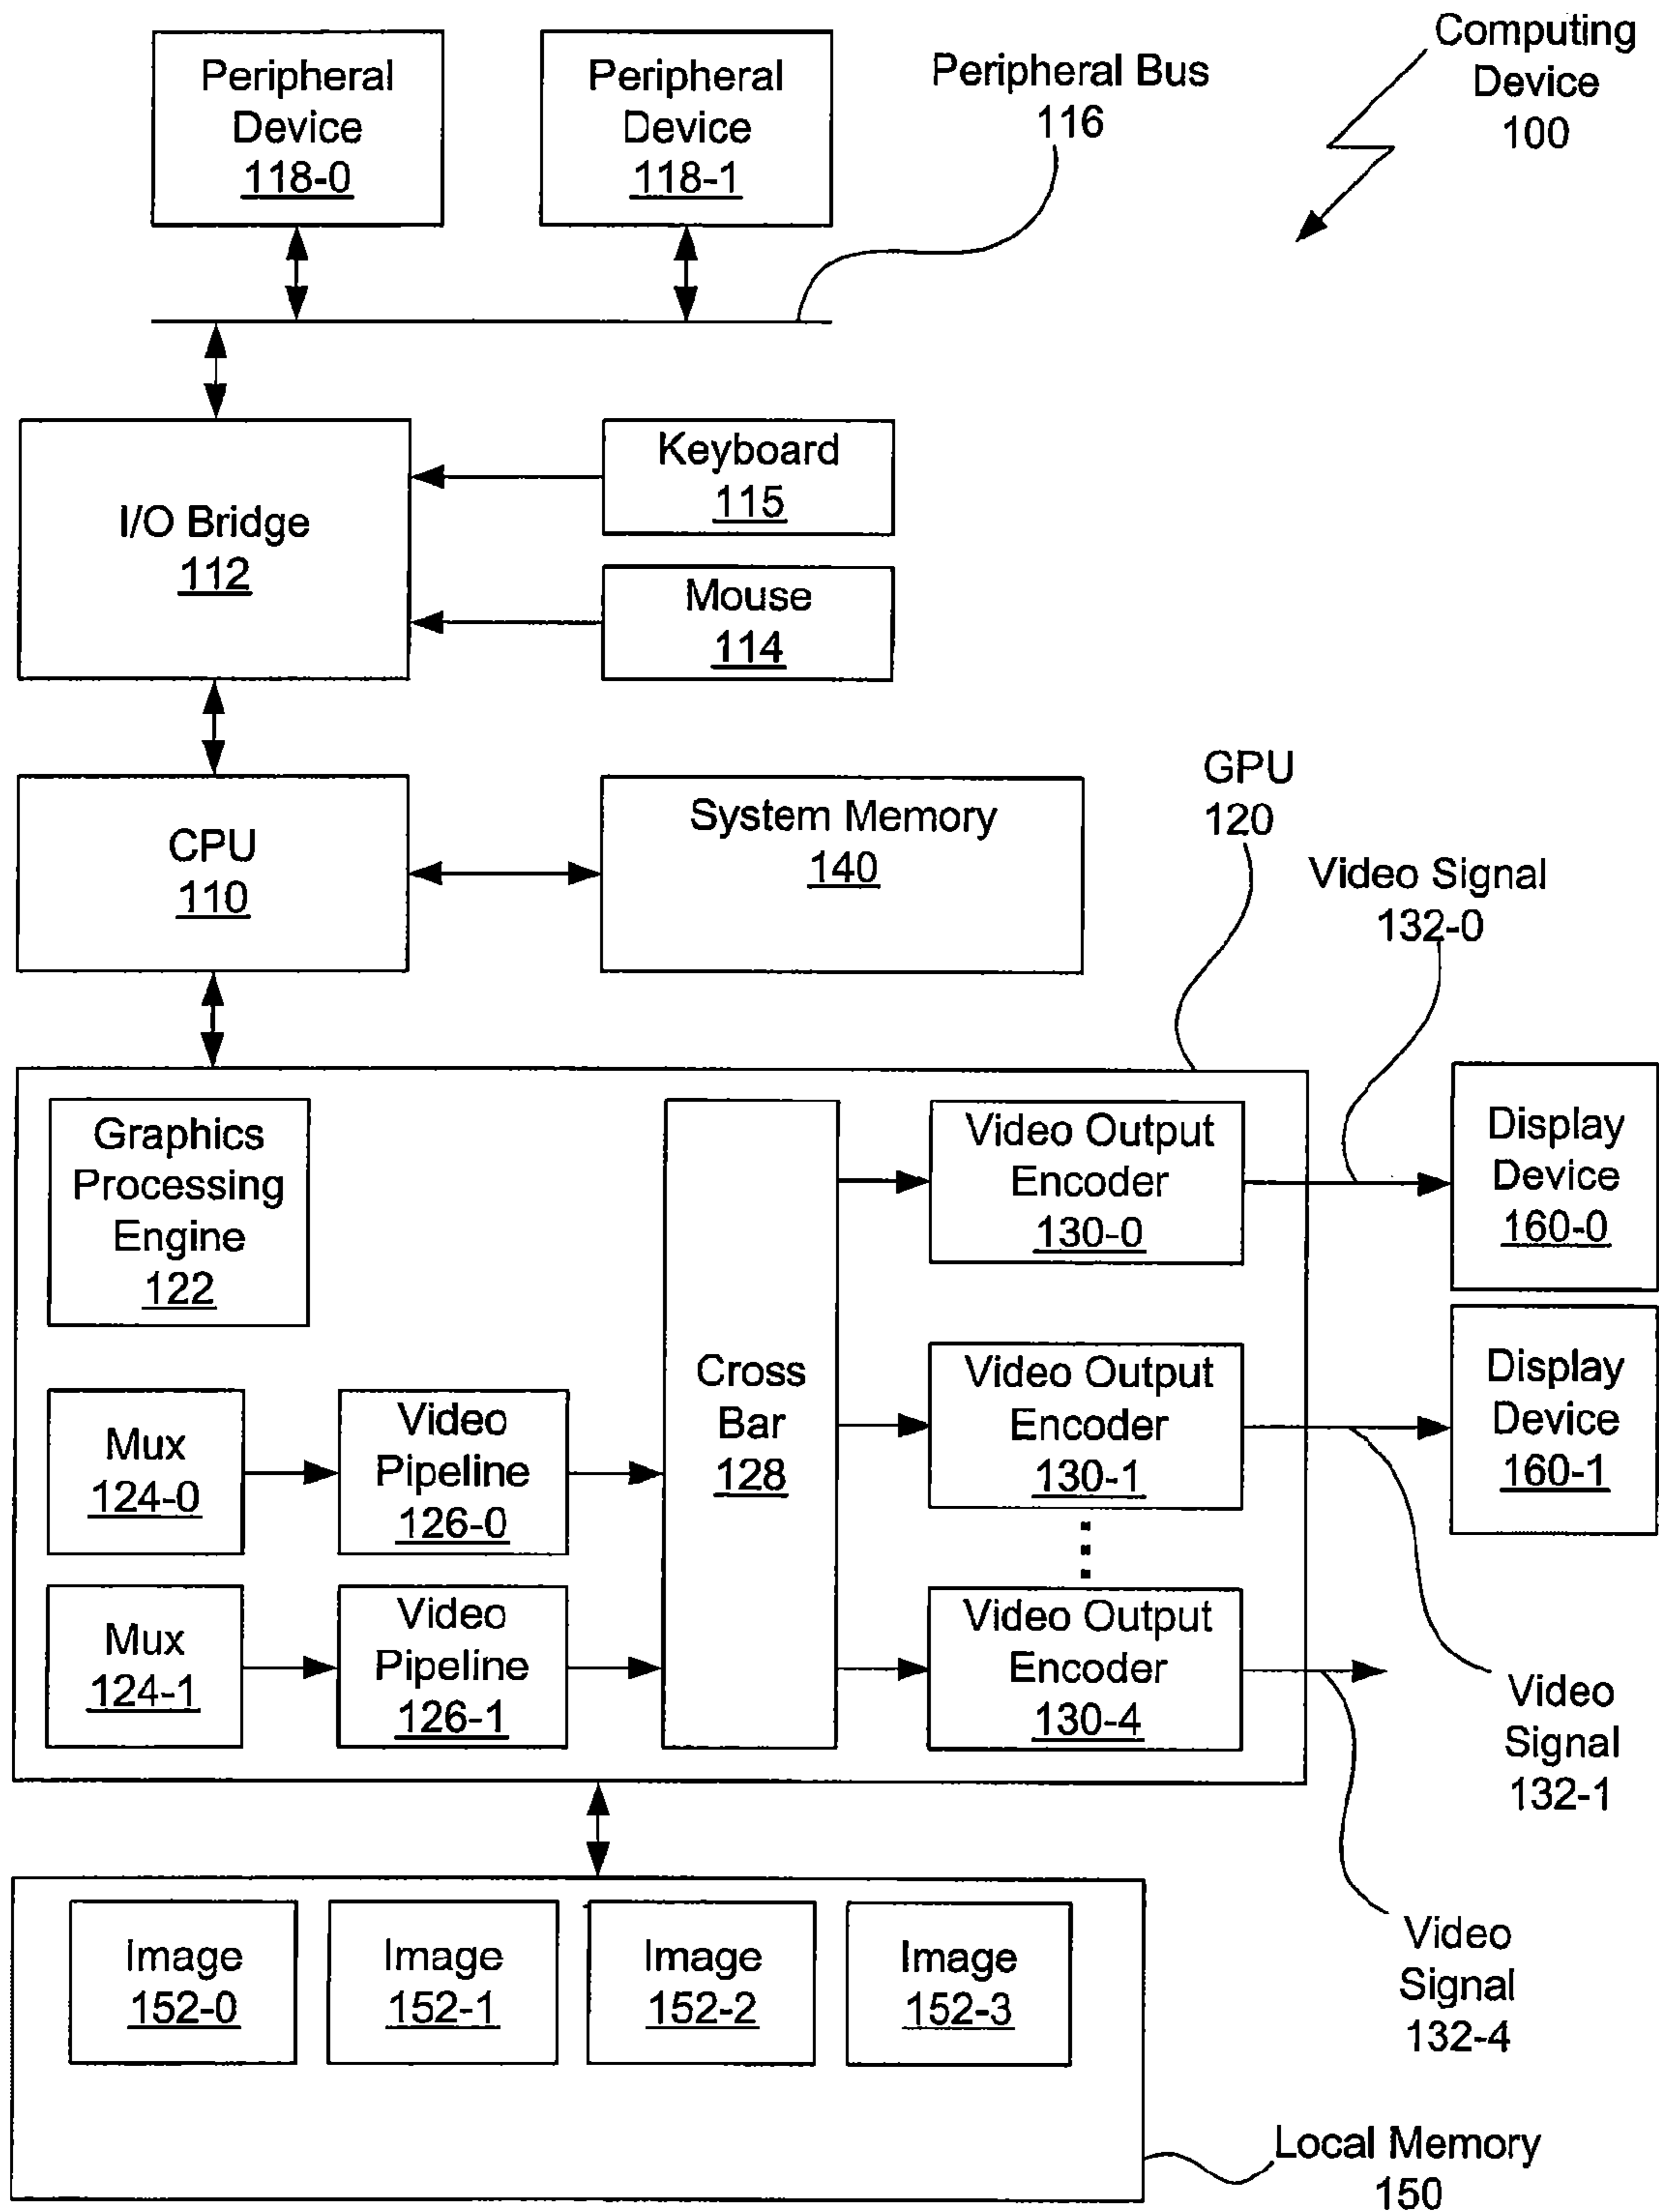 Peripheral
Device
118-0
Peripheral
Device
118-1
Peripheral Bus
116
Computing
Device
100
I/O Bridge
112
Keyboard
115
Mouse
114
CPU
110
System Memory
140
GPU
120
Video Signal
132-0
Graphics
Processing
Engine
122
Mux
124-0
Video
Pipeline
126-0
Mux
124-1
Video
Pipeline
126-1
Cross
Bar
128
Video Output
Encoder
130-0
Video Output
Encoder
130-1
Video Output
Encoder
130-4
Display
Device
160-0
Display
Device
160-1
Video
Signal
132-1
Video
Signal
132-4
Image
152-0
Image
152-1
Image
152-2
Image
152-3
Local Memory
150